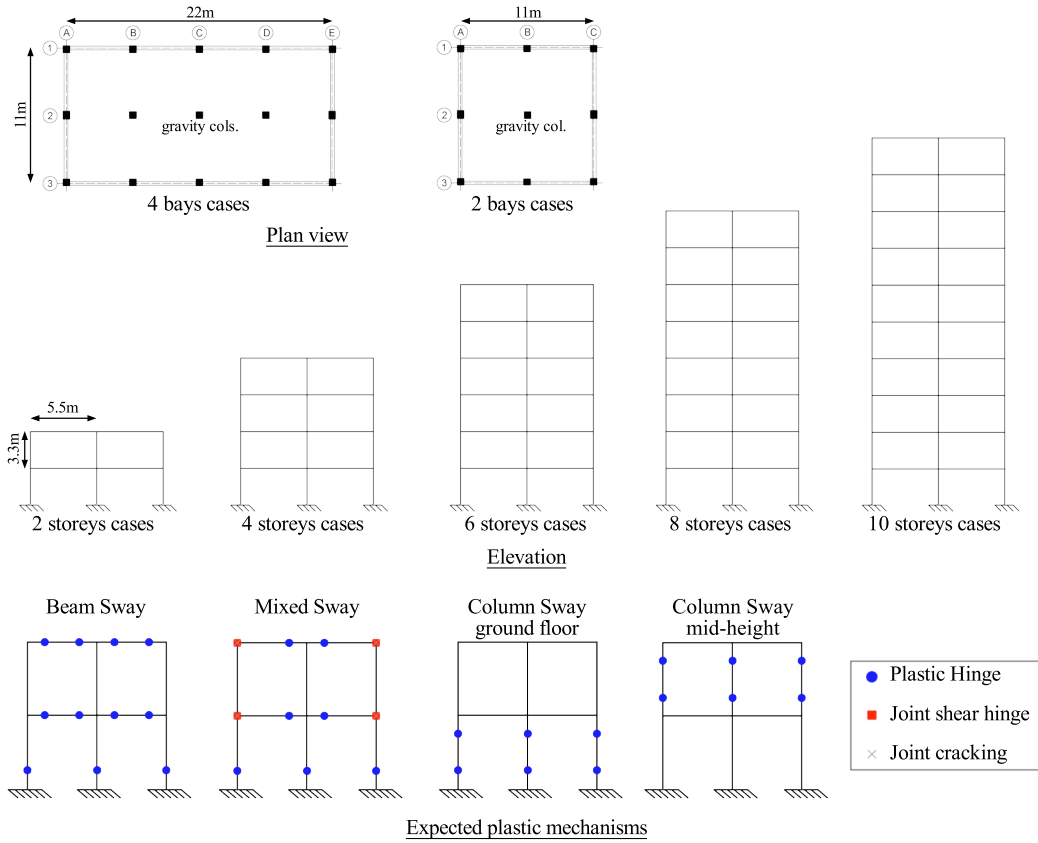 22m
11m
A B C D E
A B C
1
1
11m
2
2
gravity cols.
gravity col.
3
3
4 bays cases
2 bays cases
Plan view
5.5m
3.3m
2 storeys cases
4 storeys cases
6 storeys cases
8 storeys cases
10 storeys cases
Elevation
Beam Sway
Mixed Sway
Column Sway
ground floor
Column Sway
mid-height
Plastic Hinge
Joint shear hinge
Joint cracking
Expected plastic mechanisms